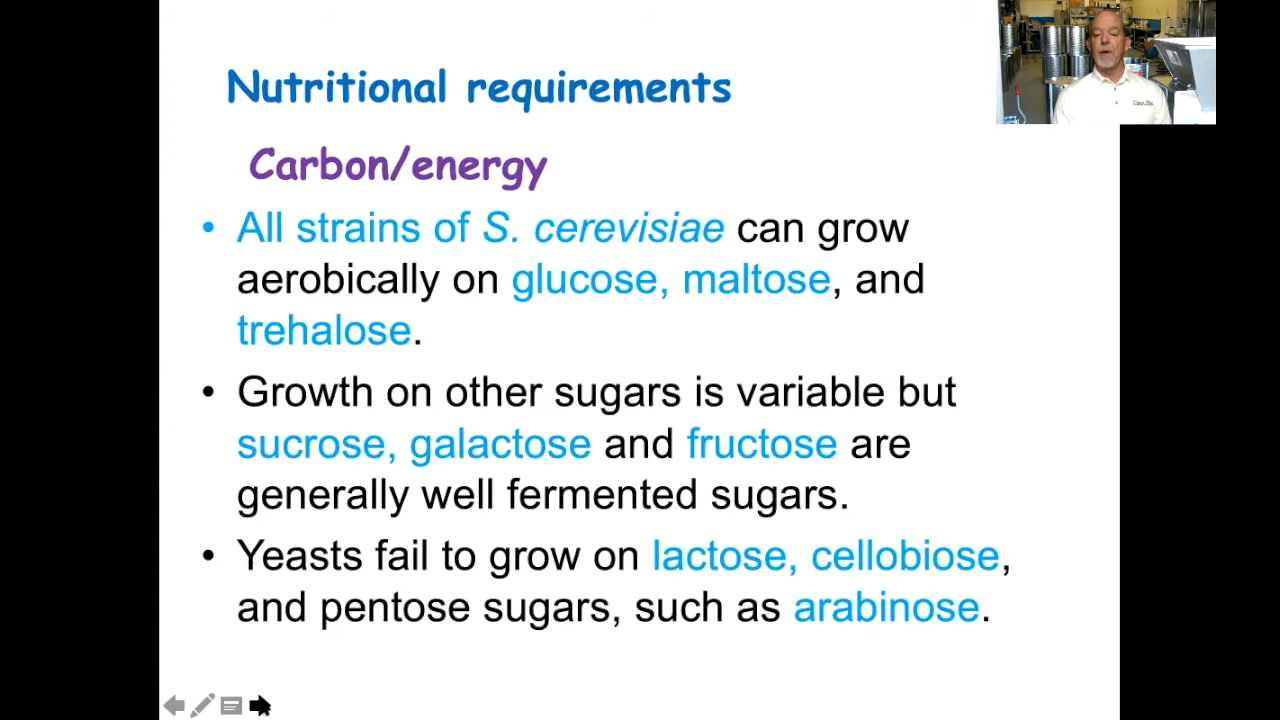 Nutritional requirements
Carbon/energy
• All strains of S. cerevisiae can grow
aerobically on glucose, maltose, and
trehalose.
• Growth on other sugars is variable but
sucrose, galactose and fructose are
generally well fermented sugars.
• Yeasts fail to grow on lactose, cellobiose,
and pentose sugars, such as arabinose.